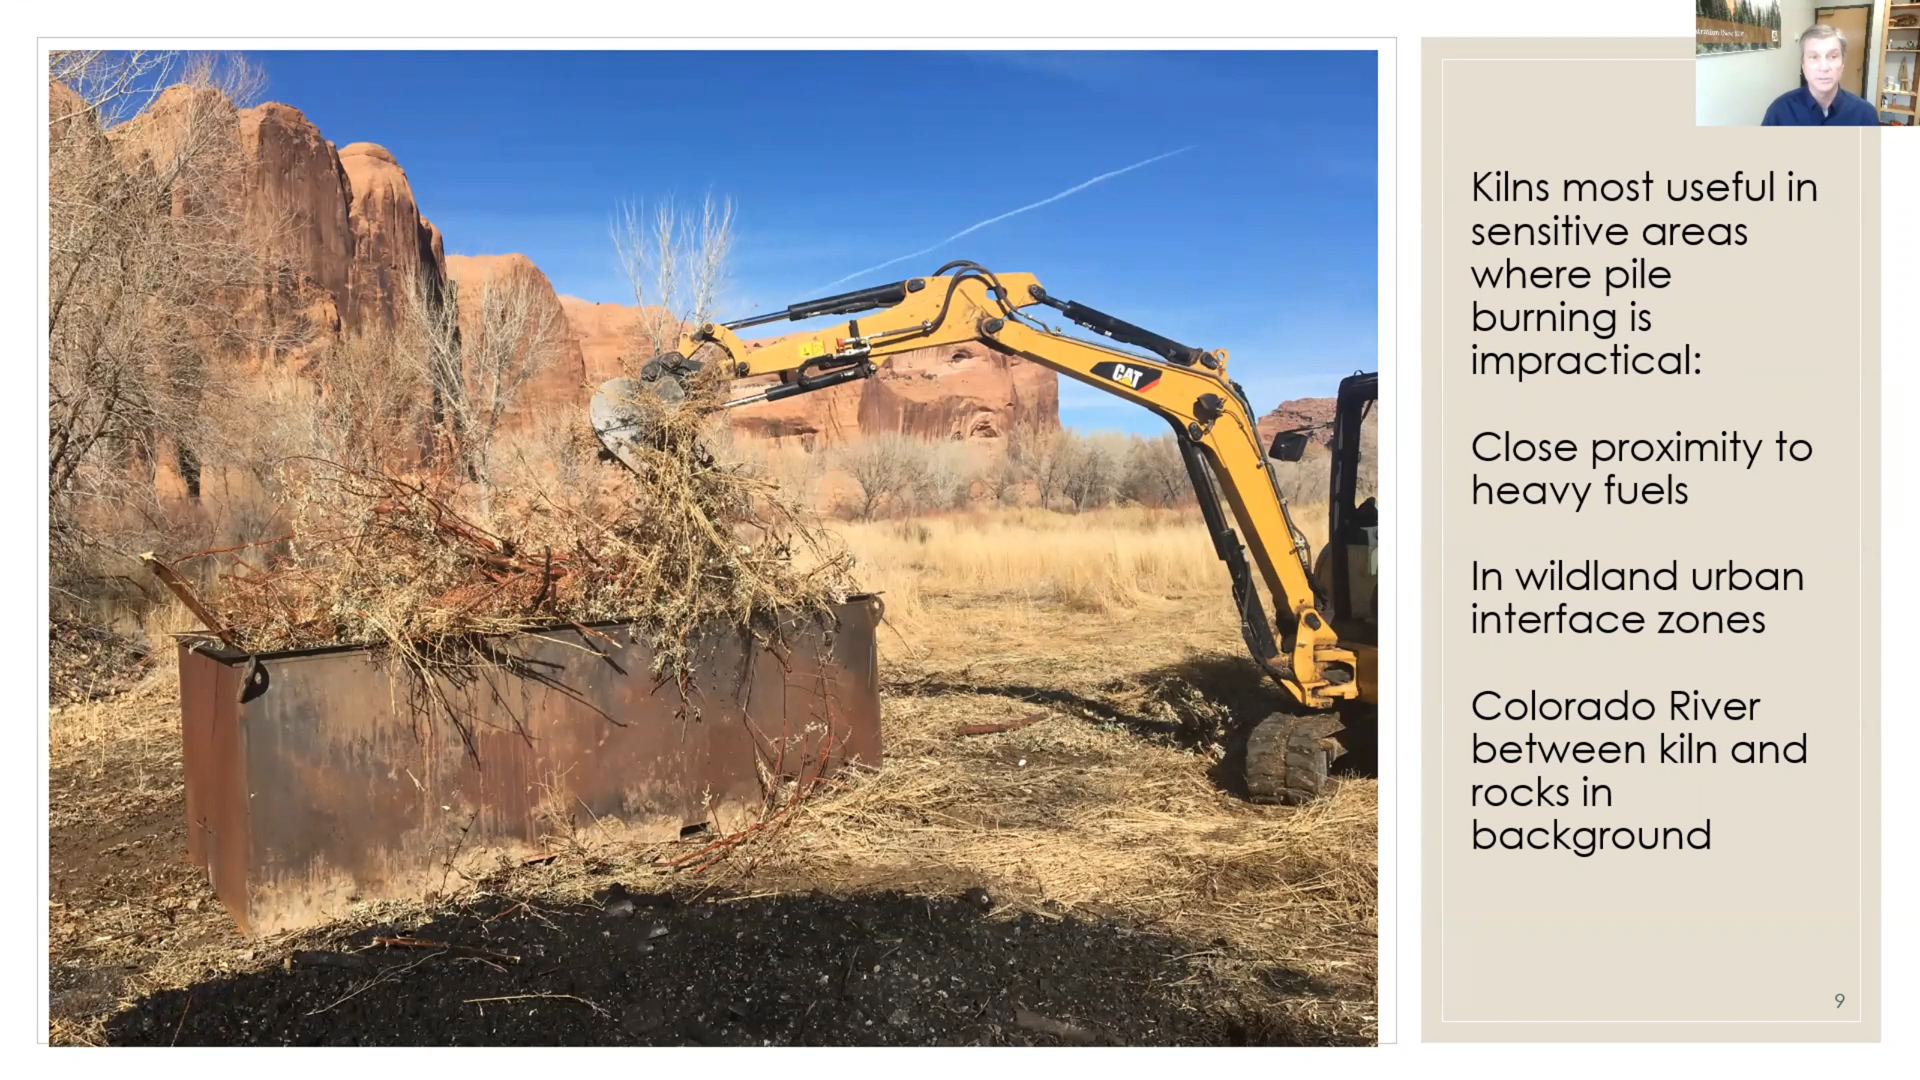 Kilns most useful in
sensitive areas
where pile
burning is
impractical:
Close proximity to
heavy fuels
In wildland urban
interface zones
Colorado River
between kiln and
rocks in
background
9
CAT